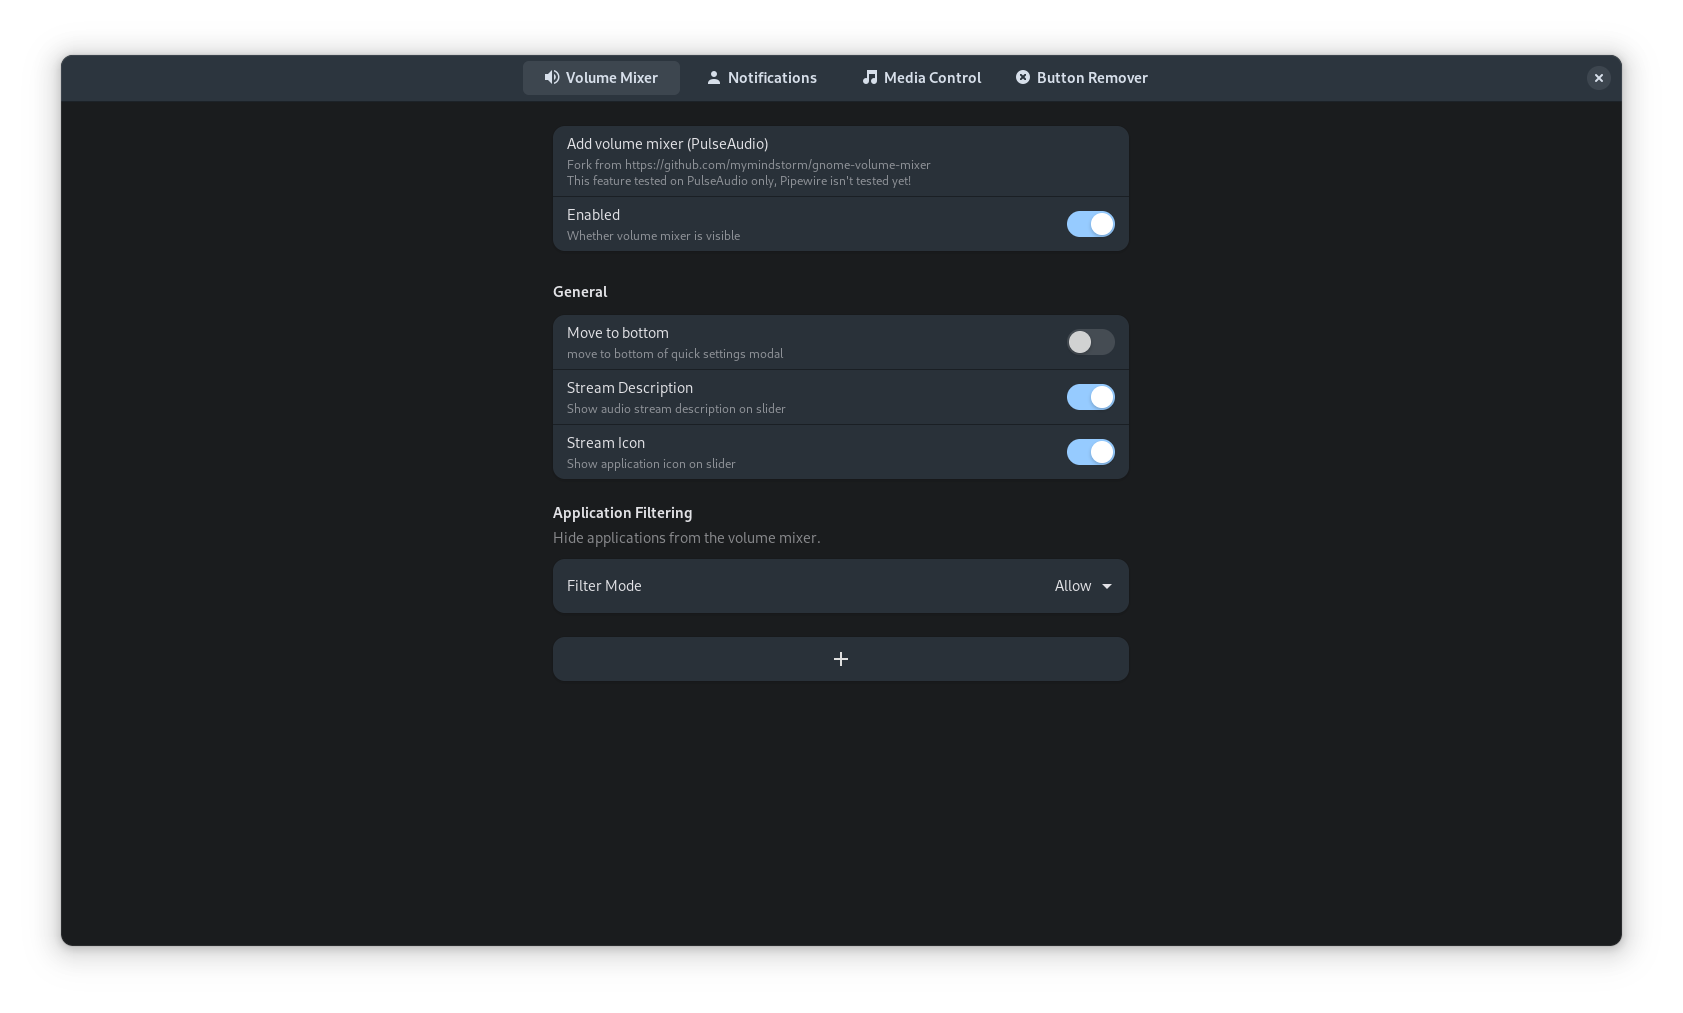 Volume Mixer
Notifications
Media Control
Button Remover
Add volume mixer (PulseAudio)
Fork from https://github.com/mymindstorm/gnome-volume-mixer
This feature tested on PulseAudio only, Pipewire isn't tested yet!
Enabled
Whether volume mixer is visible
General
Move to bottom
move to bottom of quick settings modal
Stream Description
Show audio stream description on slider
Stream Icon
Show application icon on slider
Application Filtering
Hide applications from the volume mixer.
Filter Mode
Allow